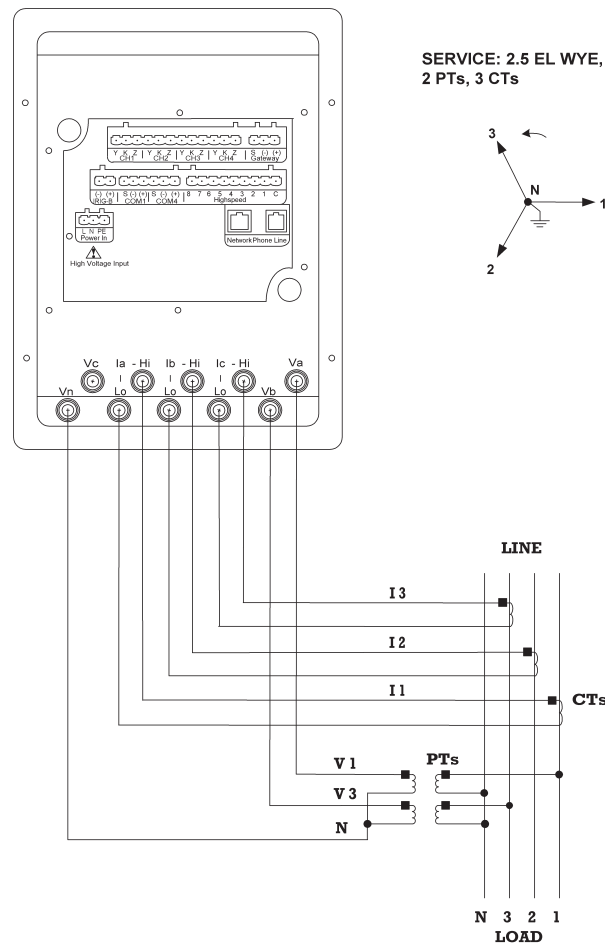 SERVICE: 2.5 EL WYE,
2 PTs, 3 CTs
3
N
1
2
Y K Z Y K Z Y K Z Y K Z S (-) (+)
CH1 CH2 CH3 CH4 Gateway
(-) (+) S (-) (+) S (-) (+) 8 7 6 5 4 3 2 1 C
IRIG-B COM1 COM4 Highspeed
L N PE
Power In
Network Phone Line
High Voltage Input
Vc Ia - Hi Ib - Hi Ic - Hi Va
Vn Lo Lo Lo Vb
LINE
I 3
I 2
I 1
CTs
PTs
V 1
V 3
N
N 3 2 1
LOAD